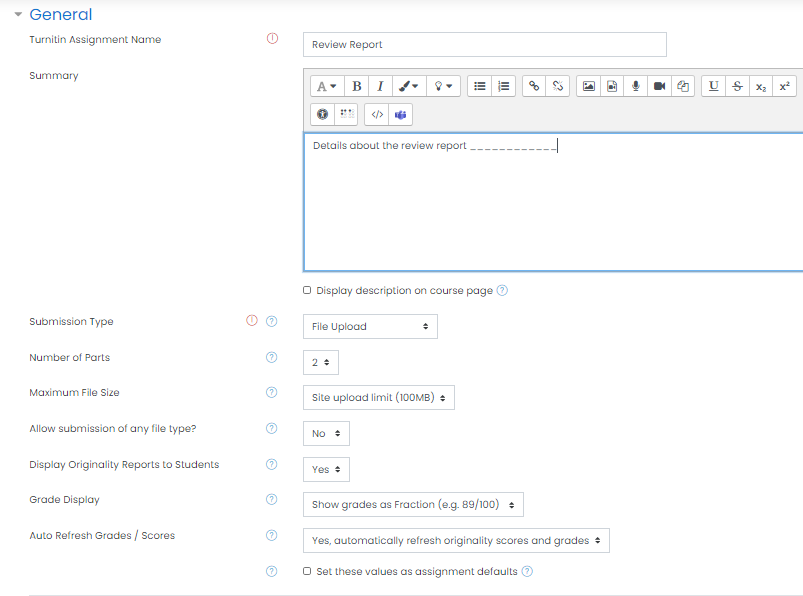 General
Turnitin Assignment Name
Review Report
Summary
A B I U S x₂ x²
</>
Details about the review report _ _ _ _ _ _ _ _ _ _ _ _
Display description on course page
Submission Type
File Upload
Number of Parts
2
Maximum File Size
Site upload limit (100MB)
Allow submission of any file type?
No
Display Originality Reports to Students
Yes
Grade Display
Show grades as Fraction (e.g. 89/100)
Auto Refresh Grades / Scores
Yes, automatically refresh originality scores and grades
Set these values as assignment defaults